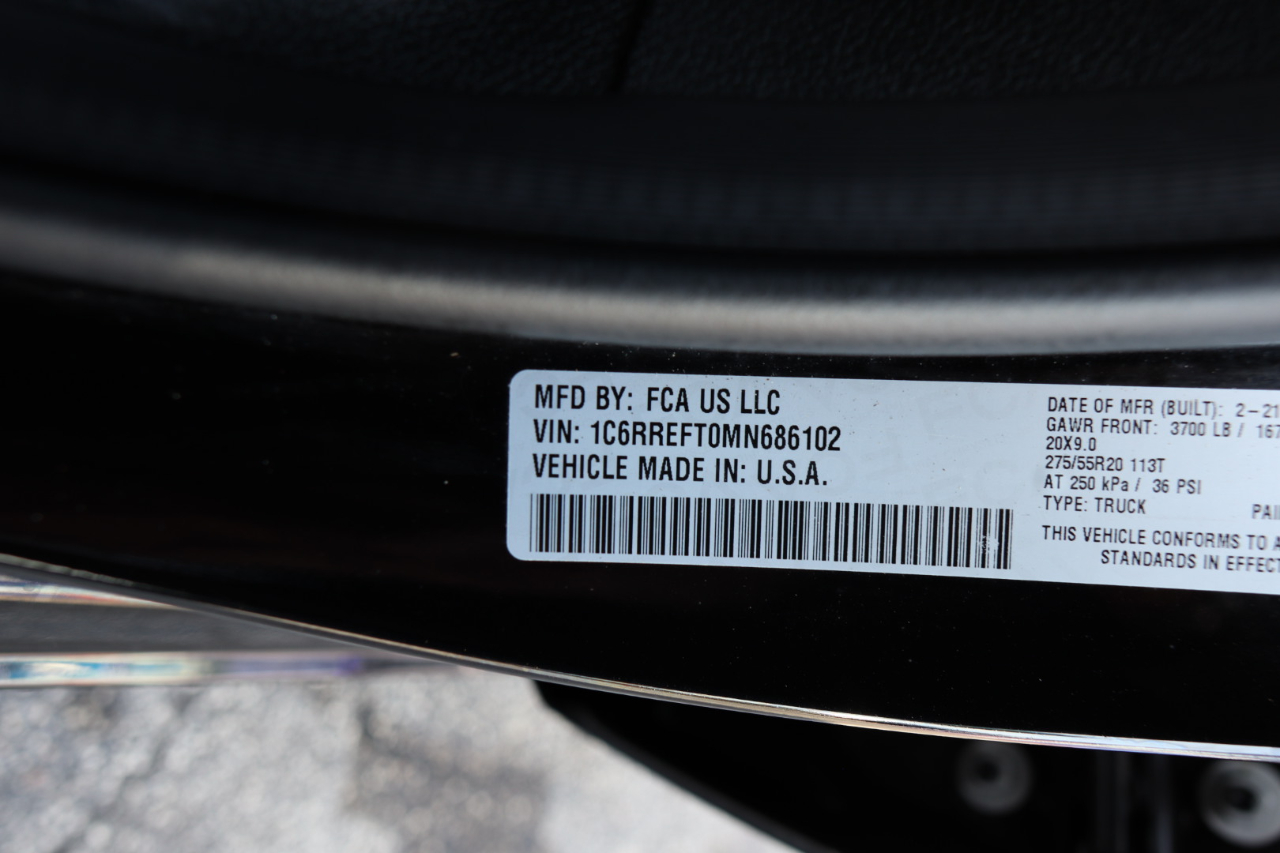 MFD BY: FCA US LLC
VIN: 1C6RREFT0MN686102
VEHICLE MADE IN: U.S.A.
DATE OF MFR (BUILT): 2-21
GAWR FRONT: 3700 LB / 167
20X9.0
275/55R20 113T
AT 250 kPa / 36 PSI
TYPE: TRUCK
THIS VEHICLE CONFORMS TO A
STANDARDS IN EFFECT